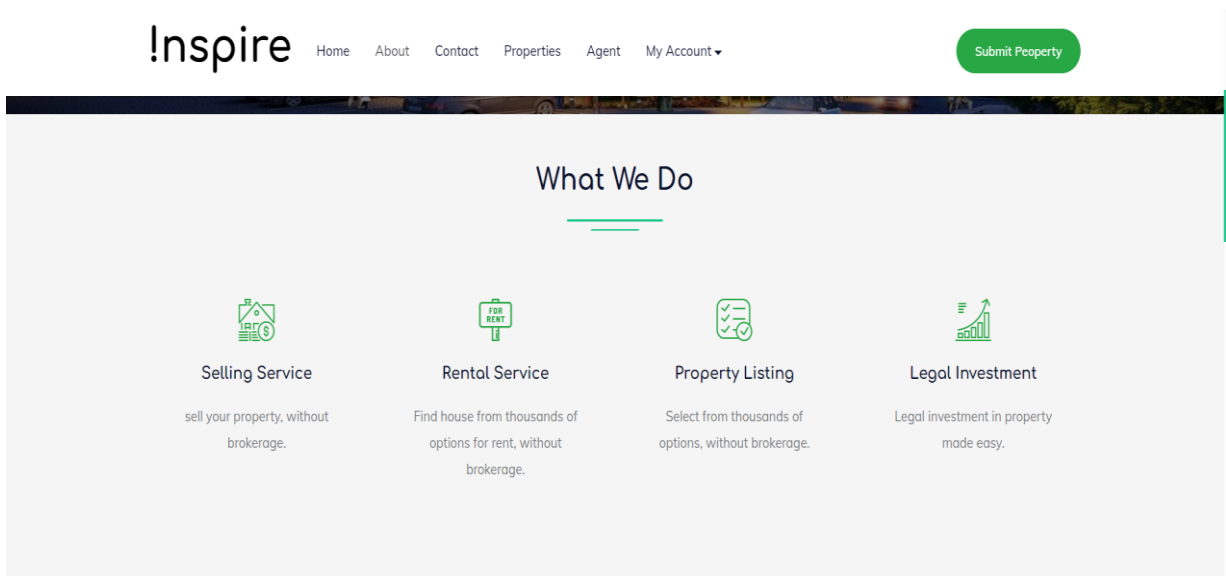 !nspire
Home About Contact Properties Agent My Account
Submit Peoperty
What We Do
FOR
RENT
Selling Service
sell your property, without
brokerage.
Rental Service
Find house from thousands of
options for rent, without
brokerage.
Property Listing
Select from thousands of
options, without brokerage.
Legal Investment
Legal investment in property
made easy.